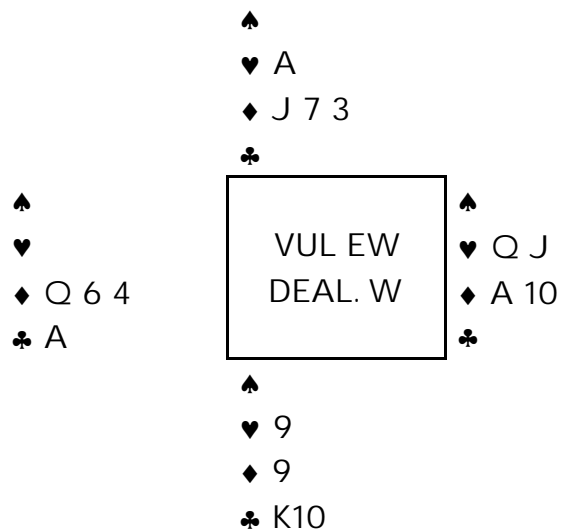 ♠
♥ A
♦ J 7 3
♣
♠
♥
♦ Q 6 4
♣ A
VUL EW
DEAL. W
♠
♥ Q J
♦ A 10
♣
♠
♥ 9
♦ 9
♣ K10